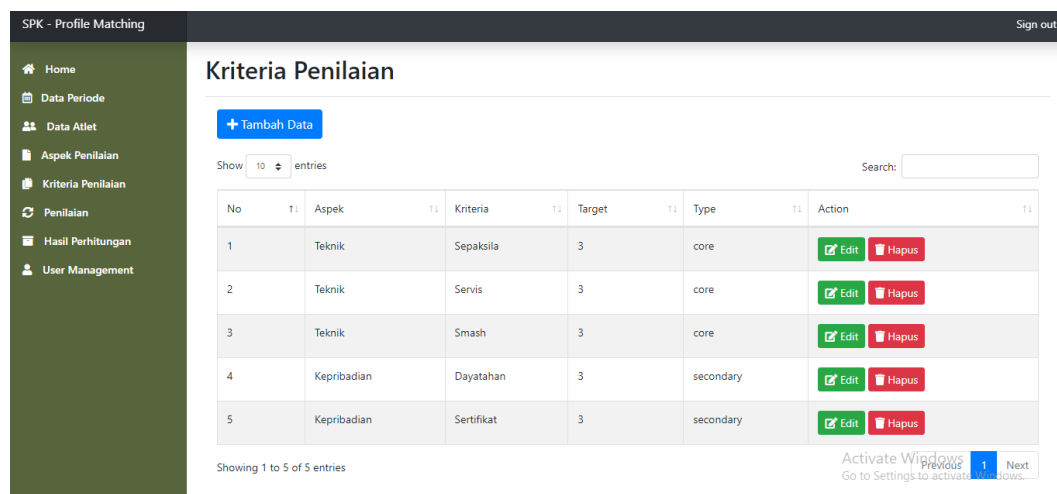 SPK - Profile Matching
Sign out
Home
Data Periode
Data Atlet
Aspek Penilaian
Kriteria Penilaian
Penilaian
Hasil Perhitungan
User Management
Kriteria Penilaian
Tambah Data
Show 10 entries
Search:
No Aspek Kriteria Target Type Action
1 Teknik Sepaksila 3 core Edit Hapus
2 Teknik Servis 3 core Edit Hapus
3 Teknik Smash 3 core Edit Hapus
4 Kepribadian Dayatahan 3 secondary Edit Hapus
5 Kepribadian Sertifikat 3 secondary Edit Hapus
Showing 1 to 5 of 5 entries
Previous 1 Next
Activate Windows
Go to Settings to activate Windows.